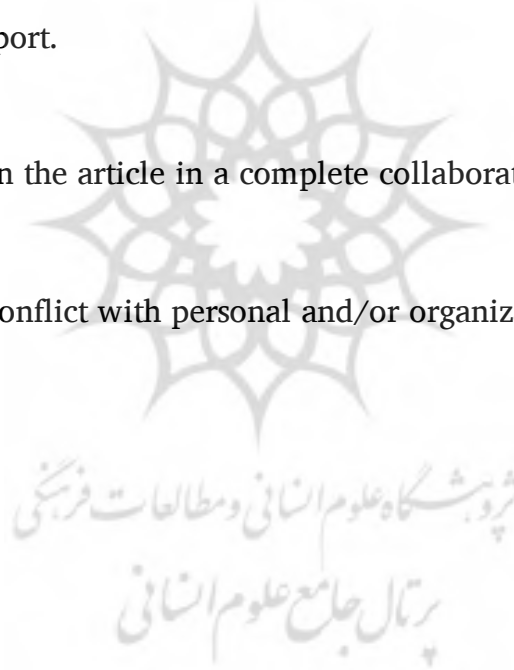 port.
n the article in a complete collaborat
onflict with personal and/or organiz
پژوهشگاه علوم انسانی و مطالعات فرهنگی
پرتال جامع علوم انسانی